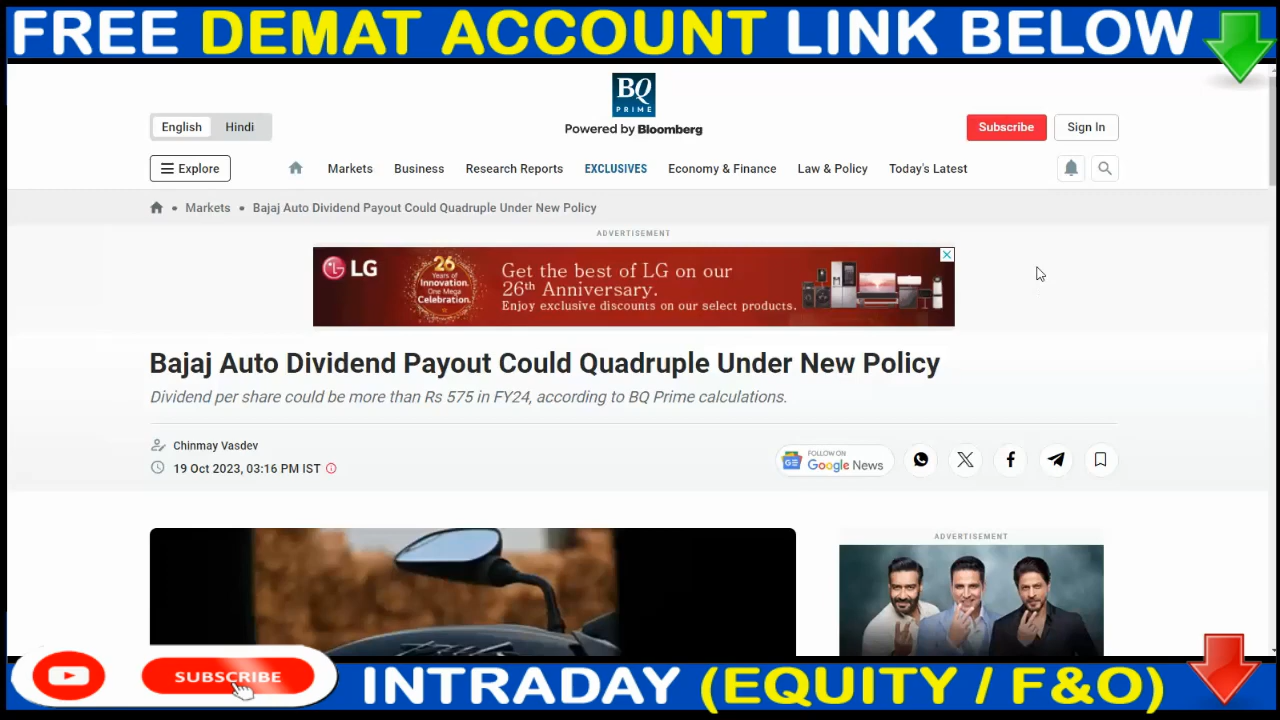 FREE DEMAT ACCOUNT LINK BELOW
BQ
PRIME
Powered by Bloomberg
English Hindi
Subscribe Sign In
Explore Markets Business Research Reports EXCLUSIVES Economy & Finance Law & Policy Today's Latest
Markets • Bajaj Auto Dividend Payout Could Quadruple Under New Policy
ADVERTISEMENT
LG
26
Years of
Innovation.
One Mega
Celebration.
Get the best of LG on our
26th Anniversary.
Enjoy exclusive discounts on our select products.
Bajaj Auto Dividend Payout Could Quadruple Under New Policy
Dividend per share could be more than Rs 575 in FY24, according to BQ Prime calculations.
Chinmay Vasdev
19 Oct 2023, 03:16 PM IST
FOLLOW ON
Google News
ADVERTISEMENT
SUBSCRIBE
INTRADAY (EQUITY / F&O)